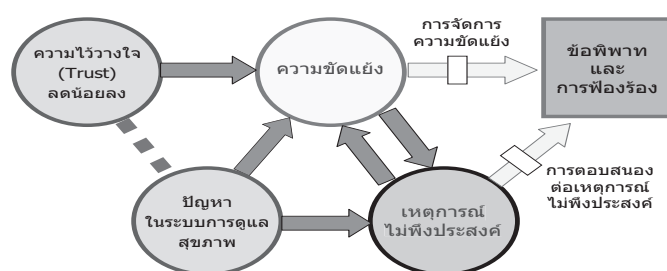 ความไว้วางใจ
(Trust)
ลดน้อยลง
ความขัดแย้ง
การจัดการ
ความขัดแย้ง
ข้อพิพาท
และ
การฟ้องร้อง
ปัญหา
ในระบบการดูแล
สุขภาพ
เหตุการณ์
ไม่พึงประสงค์
การตอบสนอง
ต่อเหตุการณ์
ไม่พึงประสงค์